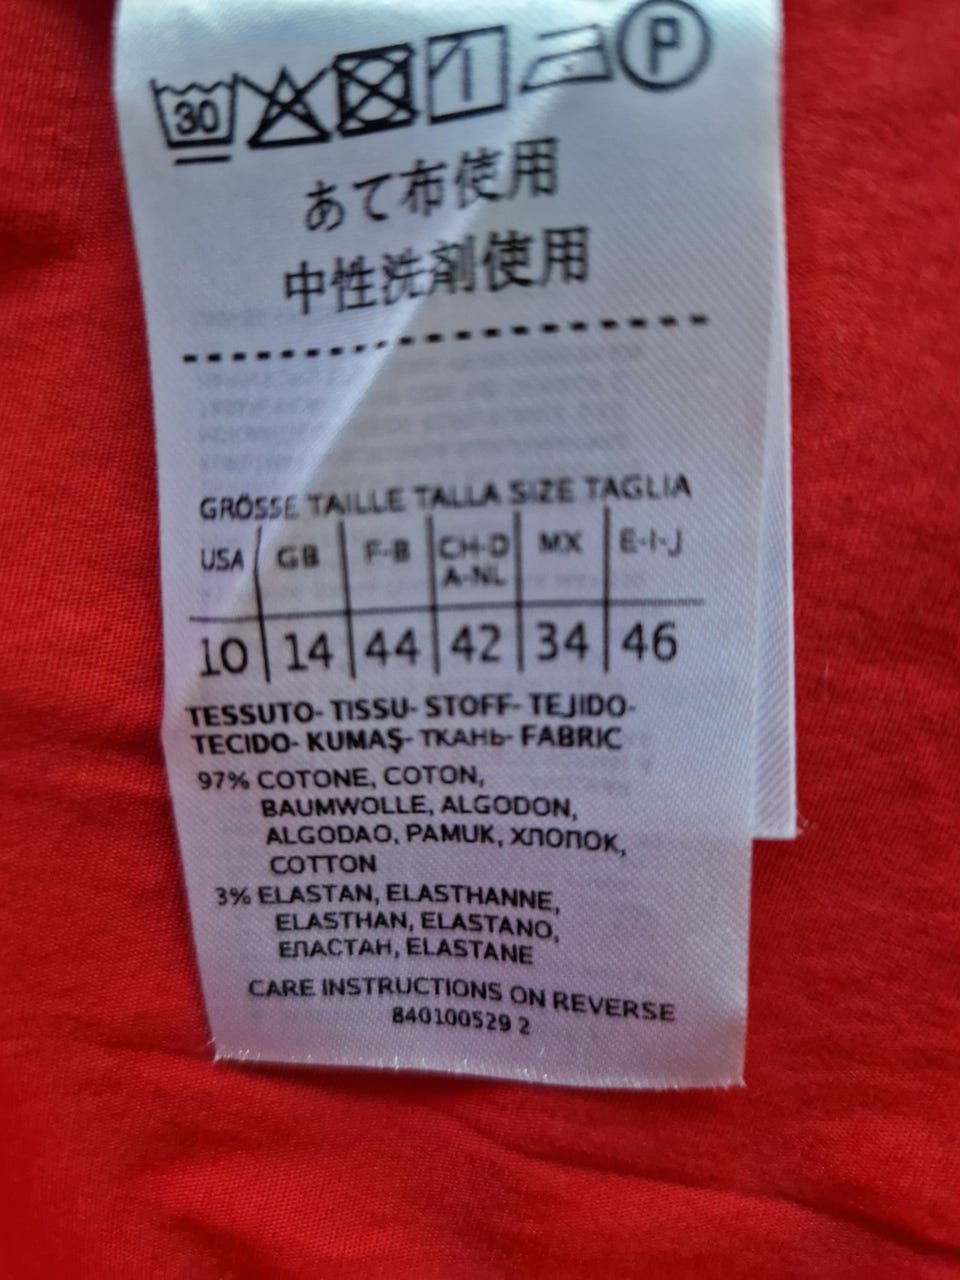 30 P
あて布使用
中性洗剤使用
GRÖSSE TAILLE TALLA SIZE TAGLIA
USA GB F-B CH-D A-NL MX E-I-J
10 14 44 42 34 46
TESSUTO- TISSU- STOFF- TEJIDO-
TECIDO- KUMAŞ- ТКАНЬ- FABRIC
97% COTONE, COTON,
BAUMWOLLE, ALGODON,
ALGODAO, PAMUK, ХЛОПОК,
COTTON
3% ELASTAN, ELASTHANNE,
ELASTHAN, ELASTANO,
ЕЛАСТАН, ELASTANE
CARE INSTRUCTIONS ON REVERSE
840100529 2